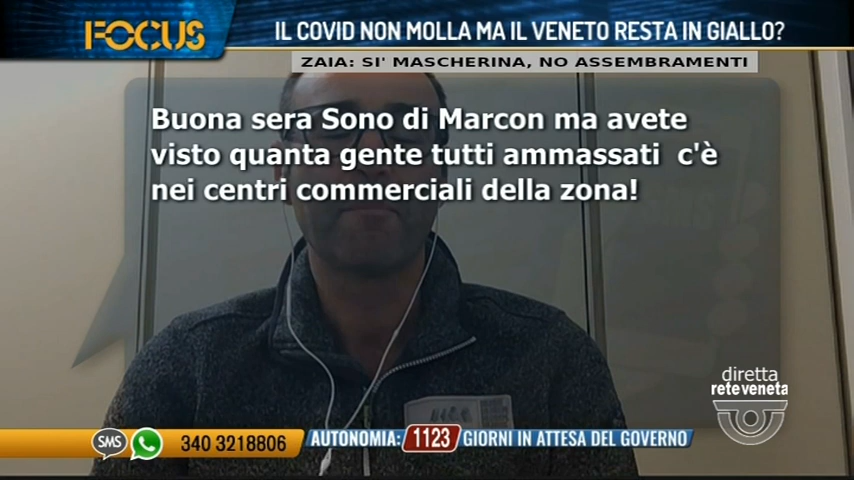 FOCUS
IL COVID NON MOLLA MA IL VENETO RESTA IN GIALLO?
ZAIA: SI' MASCHERINA, NO ASSEMBRAMENTI
Buona sera Sono di Marcon ma avete
visto quanta gente tutti ammassati c'è
nei centri commerciali della zona!
diretta
reteveneta
SMS
340 3218806
AUTONOMIA: 1123 GIORNI IN ATTESA DEL GOVERNO